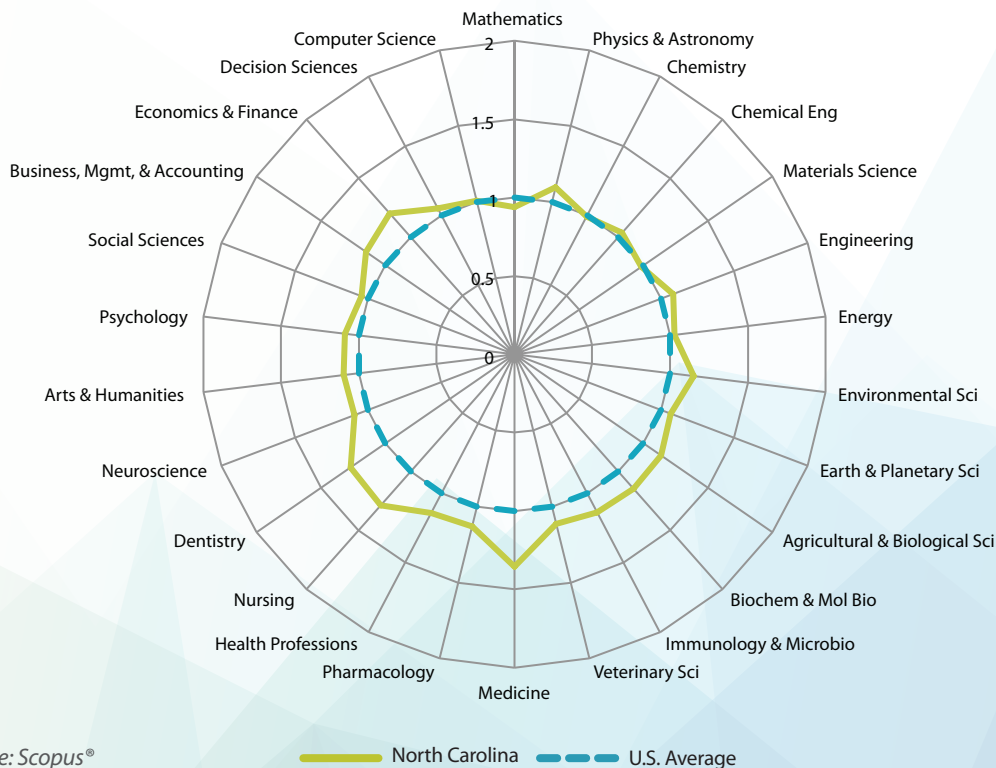 Mathematics
Physics & Astronomy
Chemistry
Chemical Eng
Materials Science
Engineering
Energy
Environmental Sci
Earth & Planetary Sci
Agricultural & Biological Sci
Biochem & Mol Bio
Immunology & Microbio
Veterinary Sci
Medicine
Pharmacology
Health Professions
Nursing
Dentistry
Neuroscience
Arts & Humanities
Psychology
Social Sciences
Business, Mgmt, & Accounting
Economics & Finance
Decision Sciences
Computer Science
2
1.5
1
0.5
0
e: Scopus®
North Carolina
U.S. Average